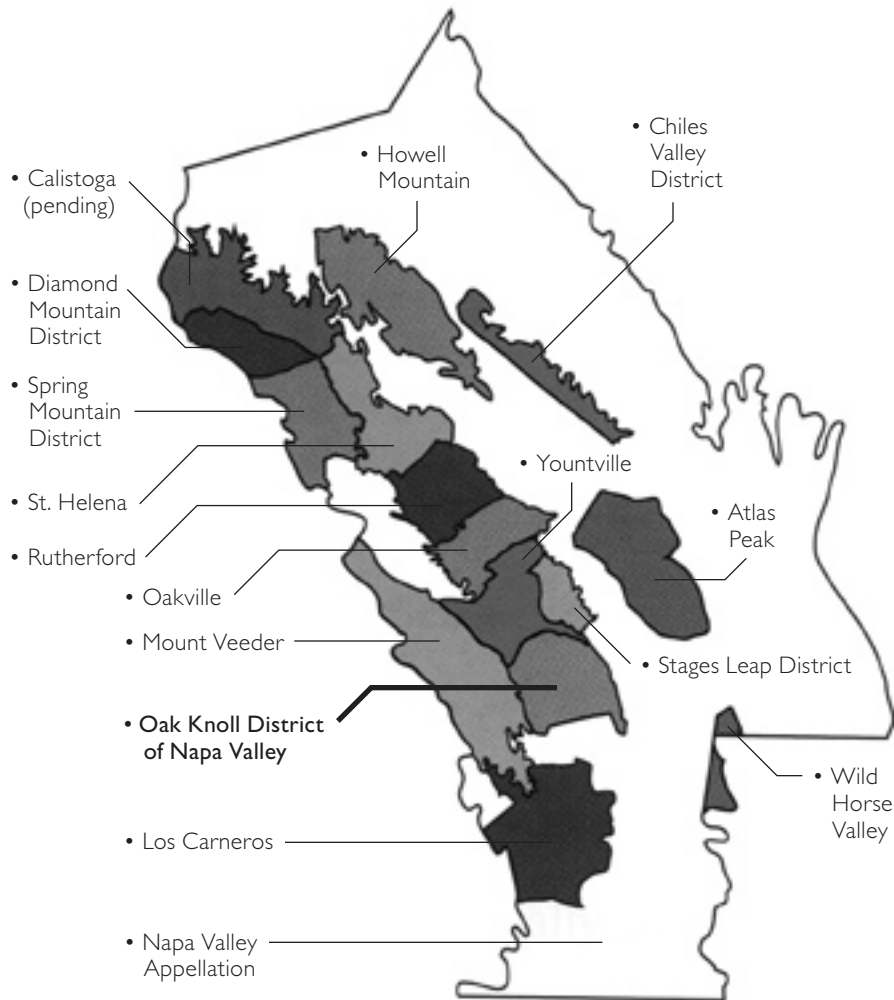 • Chiles
Valley
District
• Howell
Mountain
• Calistoga
(pending)
• Diamond
Mountain
District
• Spring
Mountain
District
• Yountville
• St. Helena
• Atlas
Peak
• Rutherford
• Oakville
• Mount Veeder
• Stages Leap District
• Oak Knoll District
of Napa Valley
• Wild
Horse
Valley
• Los Carneros
• Napa Valley
Appellation